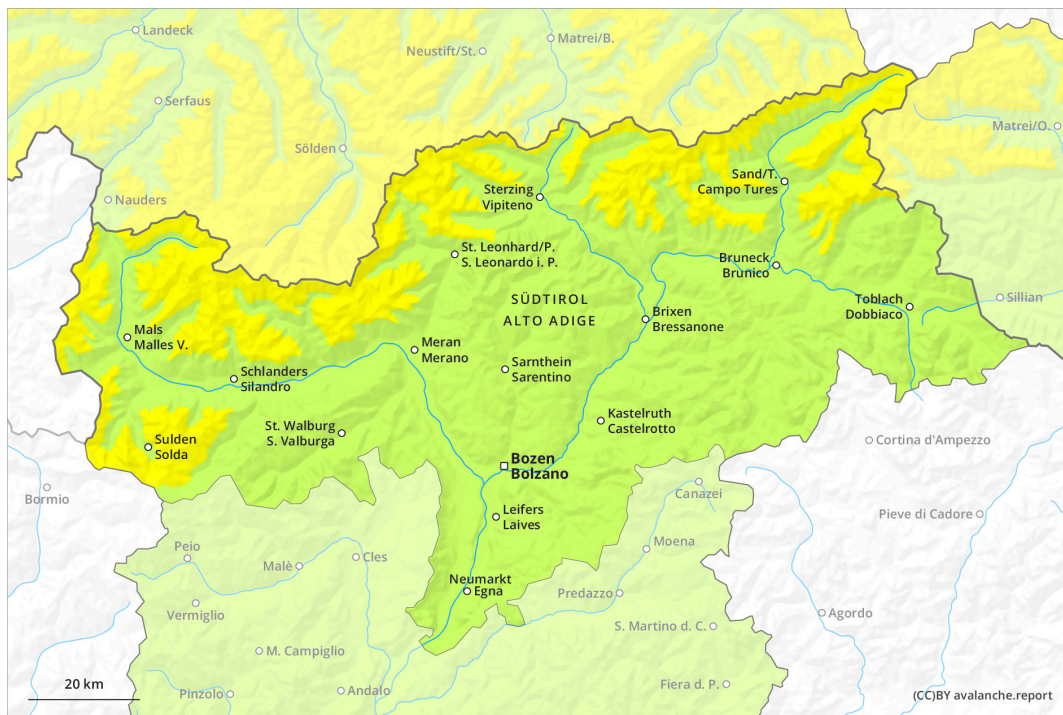 Landeck
Matrei/B.
Neustift/St.
Serfaus
Matrei/O.
Sölden
Sand/T.
Campo Tures
Sterzing
Vipiteno
Nauders
St. Leonhard/P.
S. Leonardo i. P.
Bruneck
Brunico
SÜDTIROL
ALTO ADIGE
Toblach
Dobbiaco
Sillian
Brixen
Bressanone
Mals
Malles V.
Meran
Merano
Sarnthein
Sarentino
Schlanders
Silandro
Kastelruth
Castelrotto
St. Walburg
S. Valburga
Sulden
Solda
Cortina d'Ampezzo
Bozen
Bolzano
Bormio
Canazei
Leifers
Laives
Pieve di Cadore
Moena
Peio
Cles
Malè
Neumarkt
Egna
Predazzo
Vermiglio
Agordo
S. Martino d. C.
M. Campiglio
20 km
Pinzolo
Andalo
Fiera d. P.
(CC)BY avalanche.report